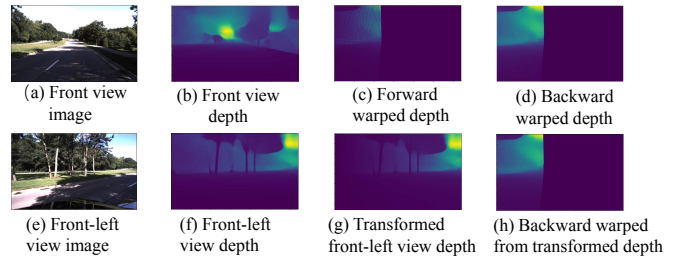 (a) Front view
image
(b) Front view
depth
(c) Forward
warped depth
(d) Backward
warped depth
(e) Front-left
view image
(f) Front-left
view depth
(g) Transformed
front-left view depth
(h) Backward warped
from transformed depth